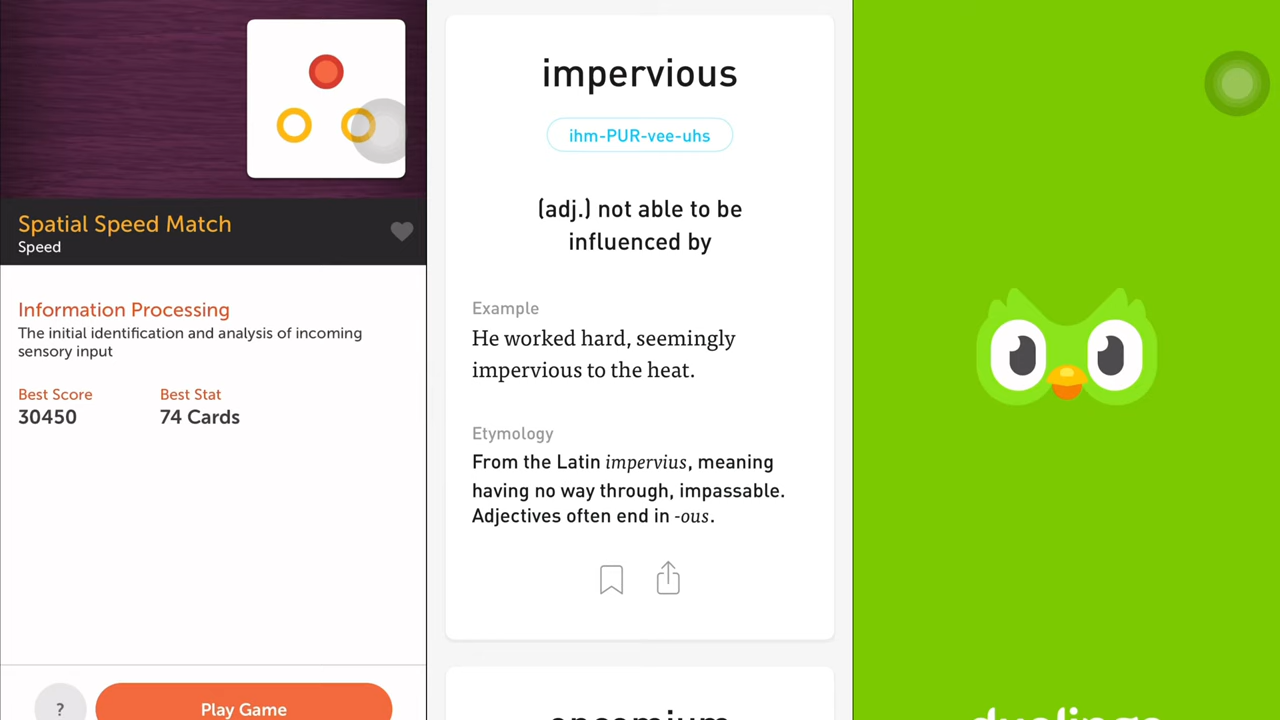 Spatial Speed Match
Speed
Information Processing
The initial identification and analysis of incoming
sensory input
Best Score
30450
Best Stat
74 Cards
?
Play Game
impervious
ihm-PUR-vee-uhs
(adj.) not able to be
influenced by
Example
He worked hard, seemingly
impervious to the heat.
Etymology
From the Latin impervius, meaning
having no way through, impassable.
Adjectives often end in -ous.
encomium
duolingo